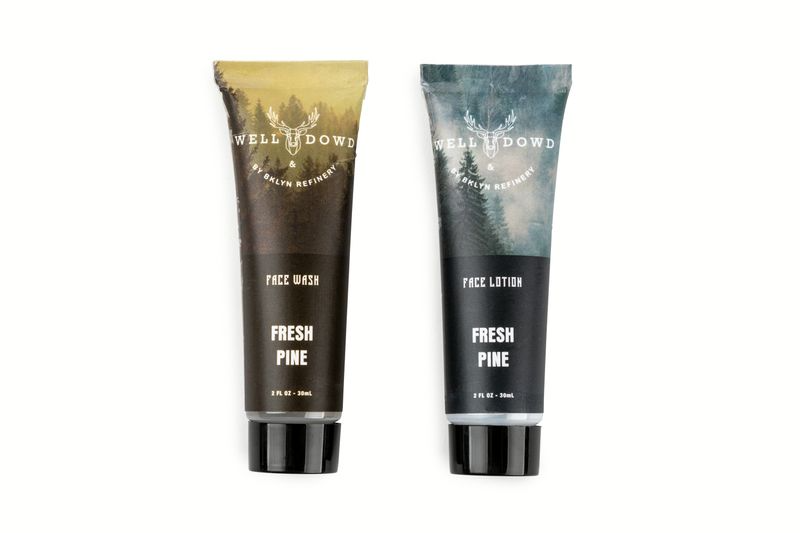 WELL DOWD
&
BY BKLYN REFINERY
FACE WASH
FRESH
PINE
2 FL OZ - 30mL
WELL DOWD
&
BY BKLYN REFINERY
FACE LOTION
FRESH
PINE
2 FL OZ - 30mL